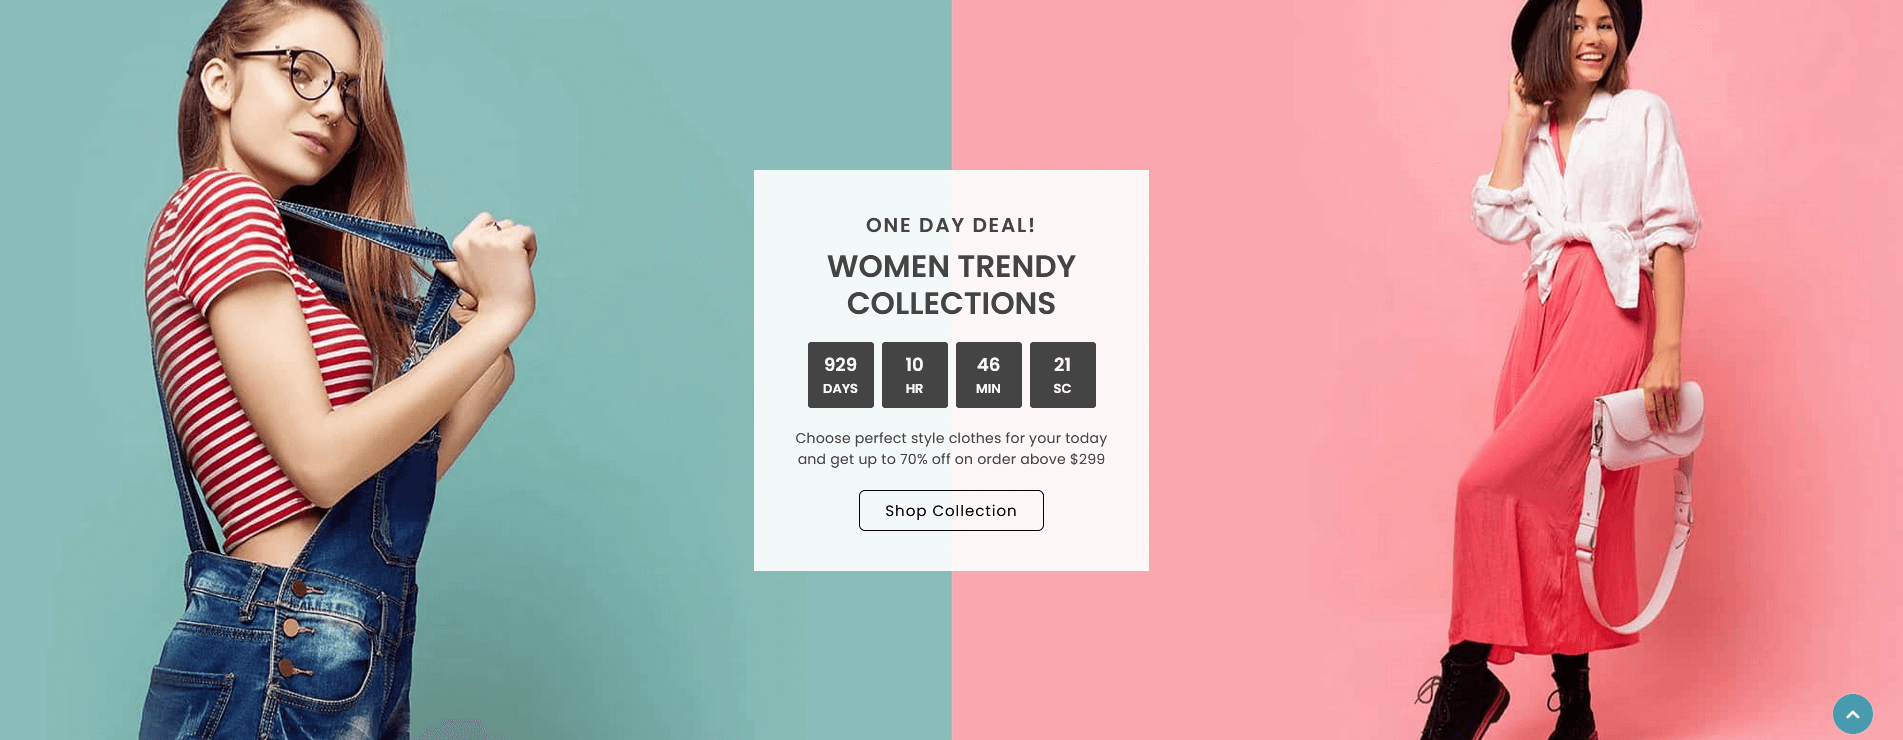 ONE DAY DEAL!
WOMEN TRENDY
COLLECTIONS
929 10 46 21
DAYS HR MIN SC
Choose perfect style clothes for your today
and get up to 70% off on order above $299
Shop Collection